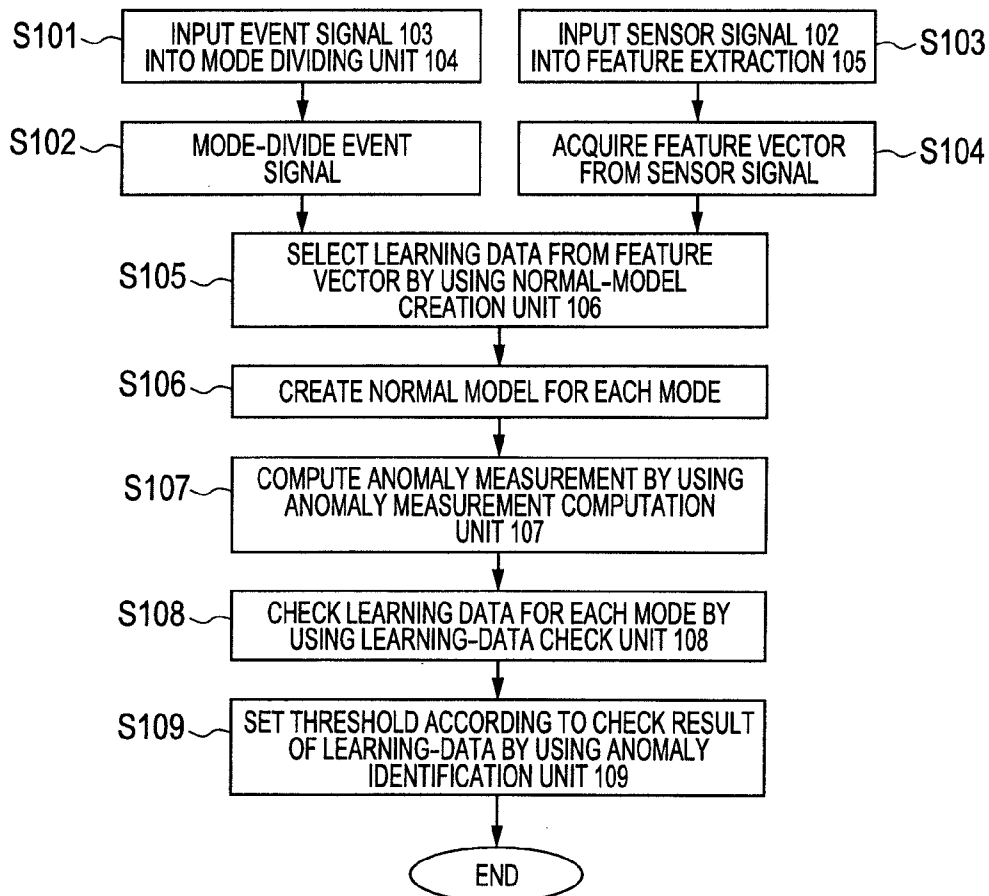 S101
INPUT EVENT SIGNAL 103
INTO MODE DIVIDING UNIT 104
INPUT SENSOR SIGNAL 102
INTO FEATURE EXTRACTION 105
S103
S102
MODE-DIVIDE EVENT
SIGNAL
ACQUIRE FEATURE VECTOR
FROM SENSOR SIGNAL
S104
S105
SELECT LEARNING DATA FROM FEATURE
VECTOR BY USING NORMAL-MODEL
CREATION UNIT 106
S106
CREATE NORMAL MODEL FOR EACH MODE
S107
COMPUTE ANOMALY MEASUREMENT BY USING
ANOMALY MEASUREMENT COMPUTATION
UNIT 107
S108
CHECK LEARNING DATA FOR EACH MODE BY
USING LEARNING-DATA CHECK UNIT 108
S109
SET THRESHOLD ACCORDING TO CHECK RESULT
OF LEARNING-DATA BY USING ANOMALY
IDENTIFICATION UNIT 109
END